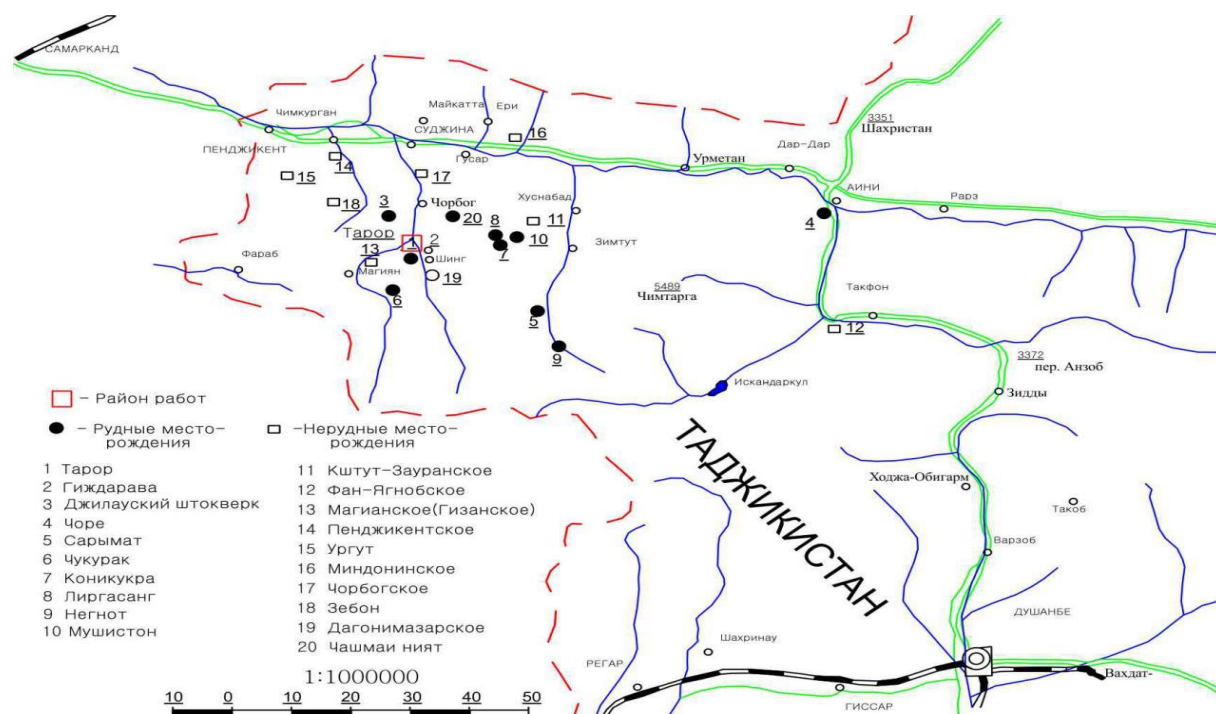 САМАРКАНД
Чимкурган
Майкатта
Ери
СУДЖИНА
ПЕНДЖИКЕНТ
Гусар
16
14
15
17
18
3
Чорбог
20
Хуснабад
8
11
10
7
Зимтут
Тарор
1
2
13
Шинг
Магиян
19
Фараб
6
5
9
Урметан
Дар-Дар
3351
Шахристан
АЙНИ
4
Рарз
5489
Чимтарга
Такфон
12
3372
пер. Анзоб
Искандаркул
Зидды
ТАДЖИКИСТАН
Ходжа-Обигарм
Такоб
Варзоб
ДУШАНБЕ
Шахринау
РЕГАР
ГИССАР
Вахдат-
- Район работ
- Рудные место-
рождения
-Нерудные место-
рождения
1 Тарор
2 Гиждарава
3 Джилауский штокверк
4 Чоре
5 Сарымат
6 Чукурак
7 Коникукра
8 Лиргасанг
9 Негнот
10 Мушистон
11 Кштут-Зауранское
12 Фан-Ягнобское
13 Магианское(Гизанское)
14 Пенджикентское
15 Ургут
16 Миндонинское
17 Чорбогское
18 Зебон
19 Дагонимазарское
20 Чашмаи ният
1:1000000
10 0 10 20 30 40 50